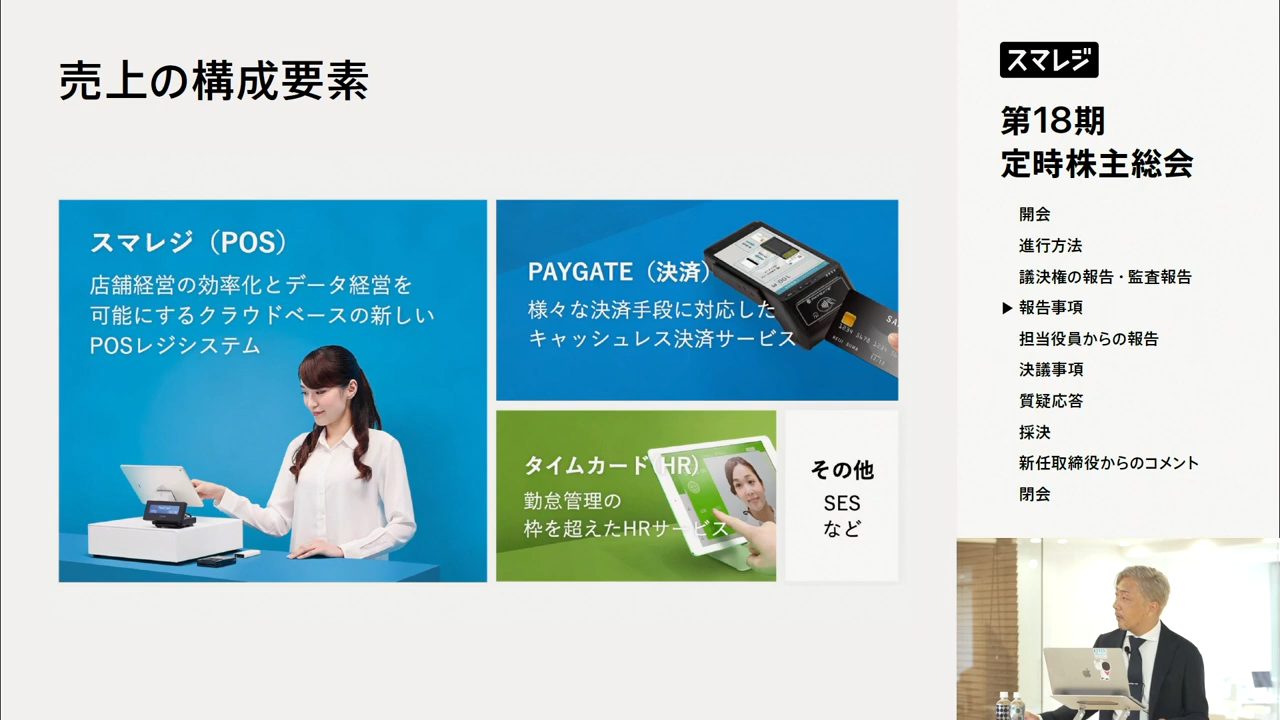 売上の構成要素
スマレジ（POS）
店舗経営の効率化とデータ経営を
可能にするクラウドベースの新しい
POSレジシステム
PAYGATE（決済）
様々な決済手段に対応した
キャッシュレス決済サービス
タイムカード(HR)
勤怠管理の
枠を超えたHRサービス
その他
SES
など
スマレジ
第18期
定時株主総会
開会
進行方法
議決権の報告・監査報告
▶ 報告事項
担当役員からの報告
決議事項
質疑応答
採決
新任取締役からのコメント
閉会